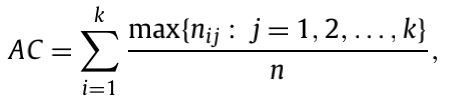 AC = \sum_{i=1}^{k} \frac{\max\{n_{ij} : j = 1, 2, \ldots, k\}}{n},